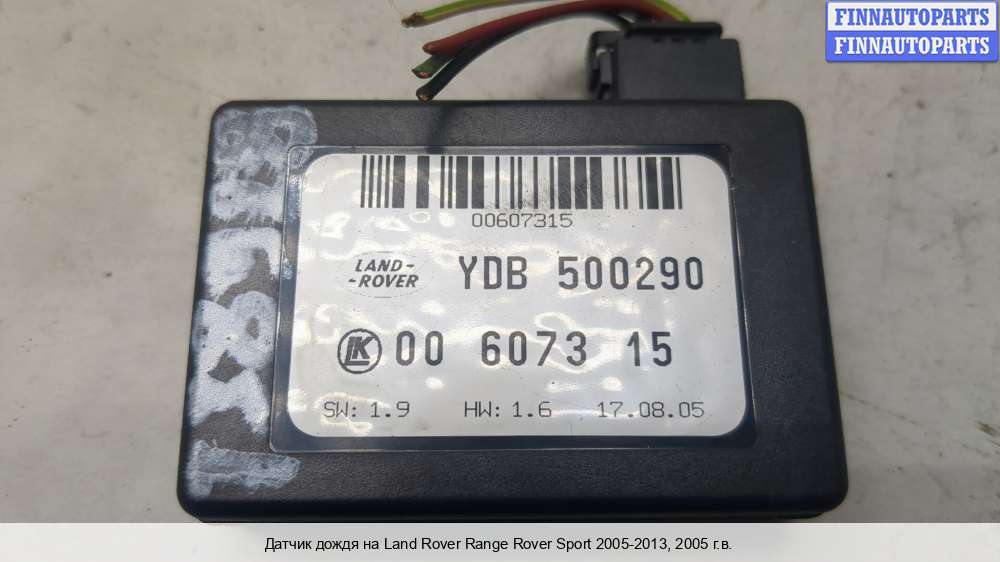 FINNAUTOPARTS
FINNAUTOPARTS
00607315
LAND-
-ROVER
YDB 500290
LK 00 6073 15
SW: 1.9 HW: 1.6 17.08.05
Датчик дождя на Land Rover Range Rover Sport 2005-2013, 2005 г.в.